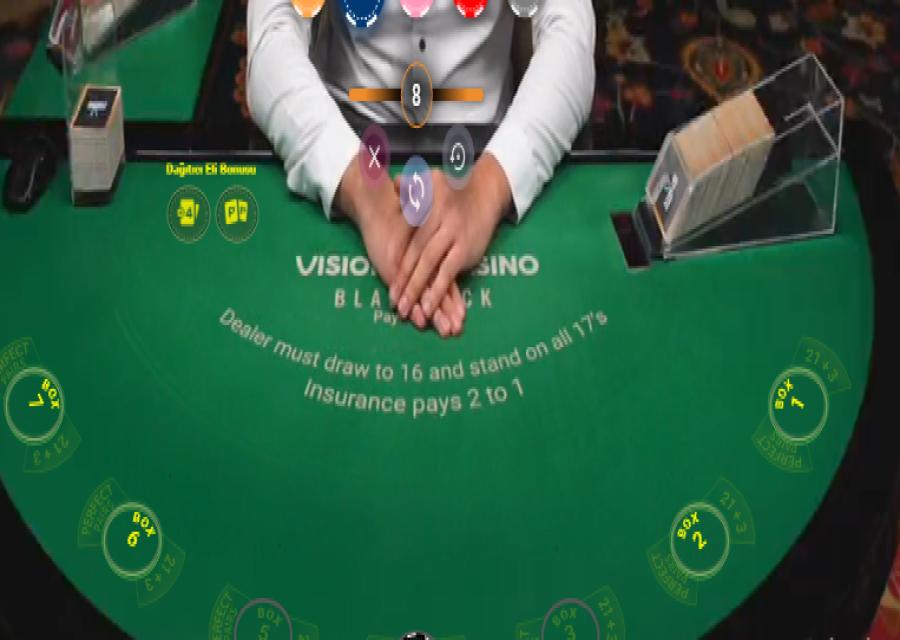 8
Dağıtıcı Eli Bonusu
4
P P
VISIO SINO
BLA CK
Pay
Dealer must draw to 16 and stand on all 17's
Insurance pays 2 to 1
PERFECT PAIRS
BOX 7
21+3
21+3
BOX 1
PERFECT PAIRS
PERFECT PAIRS
BOX 6
21+3
21+3
BOX 2
PERFECT PAIRS
PERFECT PAIRS
BOX 5
21+3
BOX 3